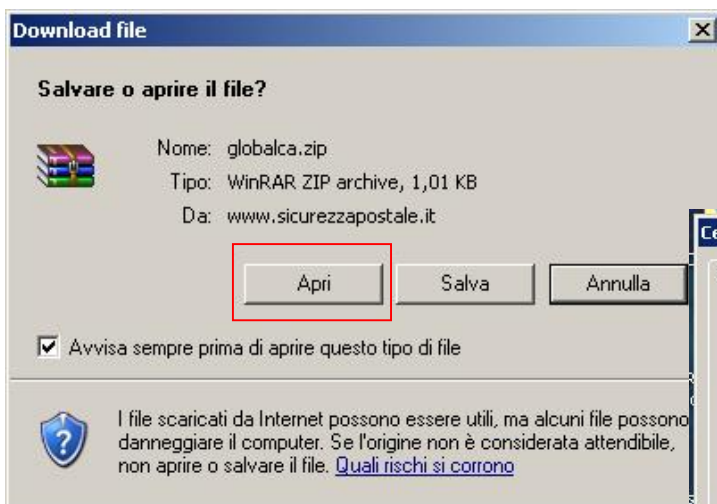 Download file
Salvare o aprire il file?
Nome: globalca.zip
Tipo: WinRAR ZIP archive, 1,01 KB
Da: www.sicurezzapostale.it
Apri Salva Annulla
Avvisa sempre prima di aprire questo tipo di file
I file scaricati da Internet possono essere utili, ma alcuni file possono
danneggiare il computer. Se l'origine non è considerata attendibile,
non aprire o salvare il file. Quali rischi si corrono
Ce